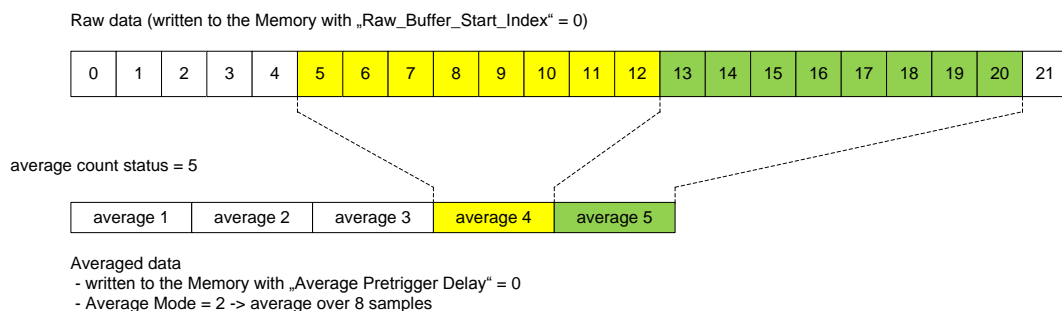 Raw data (written to the Memory with „Raw_Buffer_Start_Index“ = 0)
0 1 2 3 4 5 6 7 8 9 10 11 12 13 14 15 16 17 18 19 20 21
average count status = 5
average 1 average 2 average 3 average 4 average 5
Averaged data
- written to the Memory with „Average Pretrigger Delay“ = 0
- Average Mode = 2 -> average over 8 samples